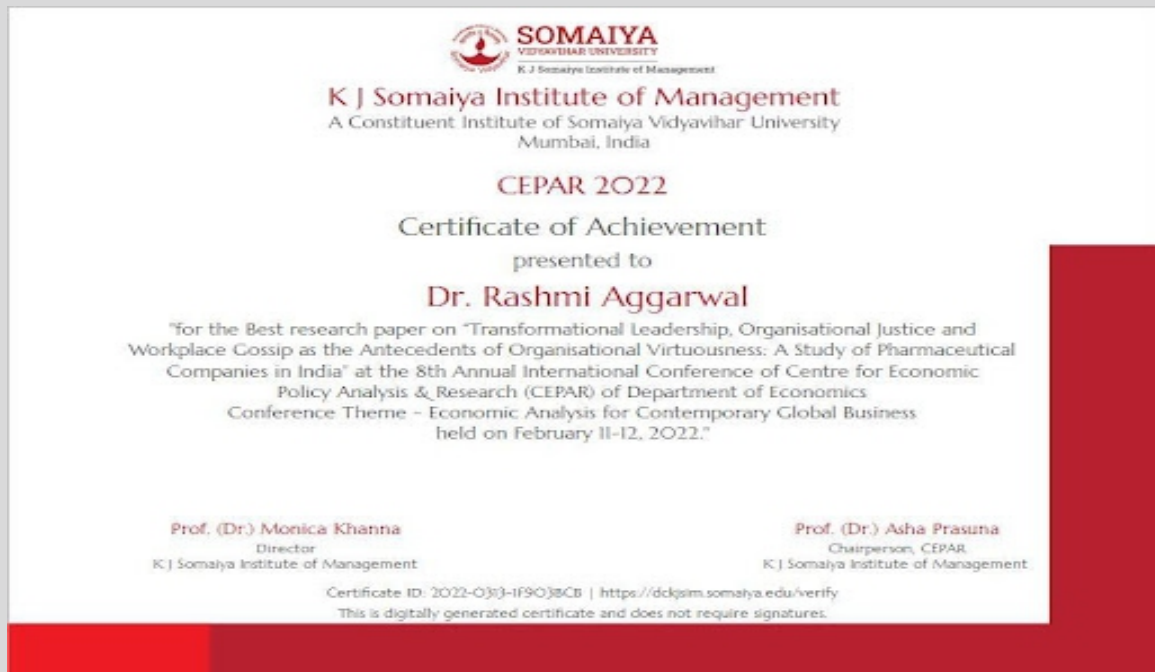 SOMAIYA
VIDYAVIHAR UNIVERSITY
K J Somaiya Institute of Management
K J Somaiya Institute of Management
A Constituent Institute of Somaiya Vidyavihar University
Mumbai, India
CEPAR 2022
Certificate of Achievement
presented to
Dr. Rashmi Aggarwal
"for the Best research paper on "Transformational Leadership, Organisational Justice and
Workplace Gossip as the Antecedents of Organisational Virtuousness: A Study of Pharmaceutical
Companies in India" at the 8th Annual International Conference of Centre for Economic
Policy Analysis & Research (CEPAR) of Department of Economics
Conference Theme - Economic Analysis for Contemporary Global Business
held on February 11-12, 2022."
Prof. (Dr.) Monica Khanna
Director
K J Somaiya Institute of Management
Prof. (Dr.) Asha Prasuna
Chairperson, CEPAR
K J Somaiya Institute of Management
Certificate ID: 2022-0313-1F903BCB | https://dckjsim.somaiya.edu/verify
This is digitally generated certificate and does not require signatures.